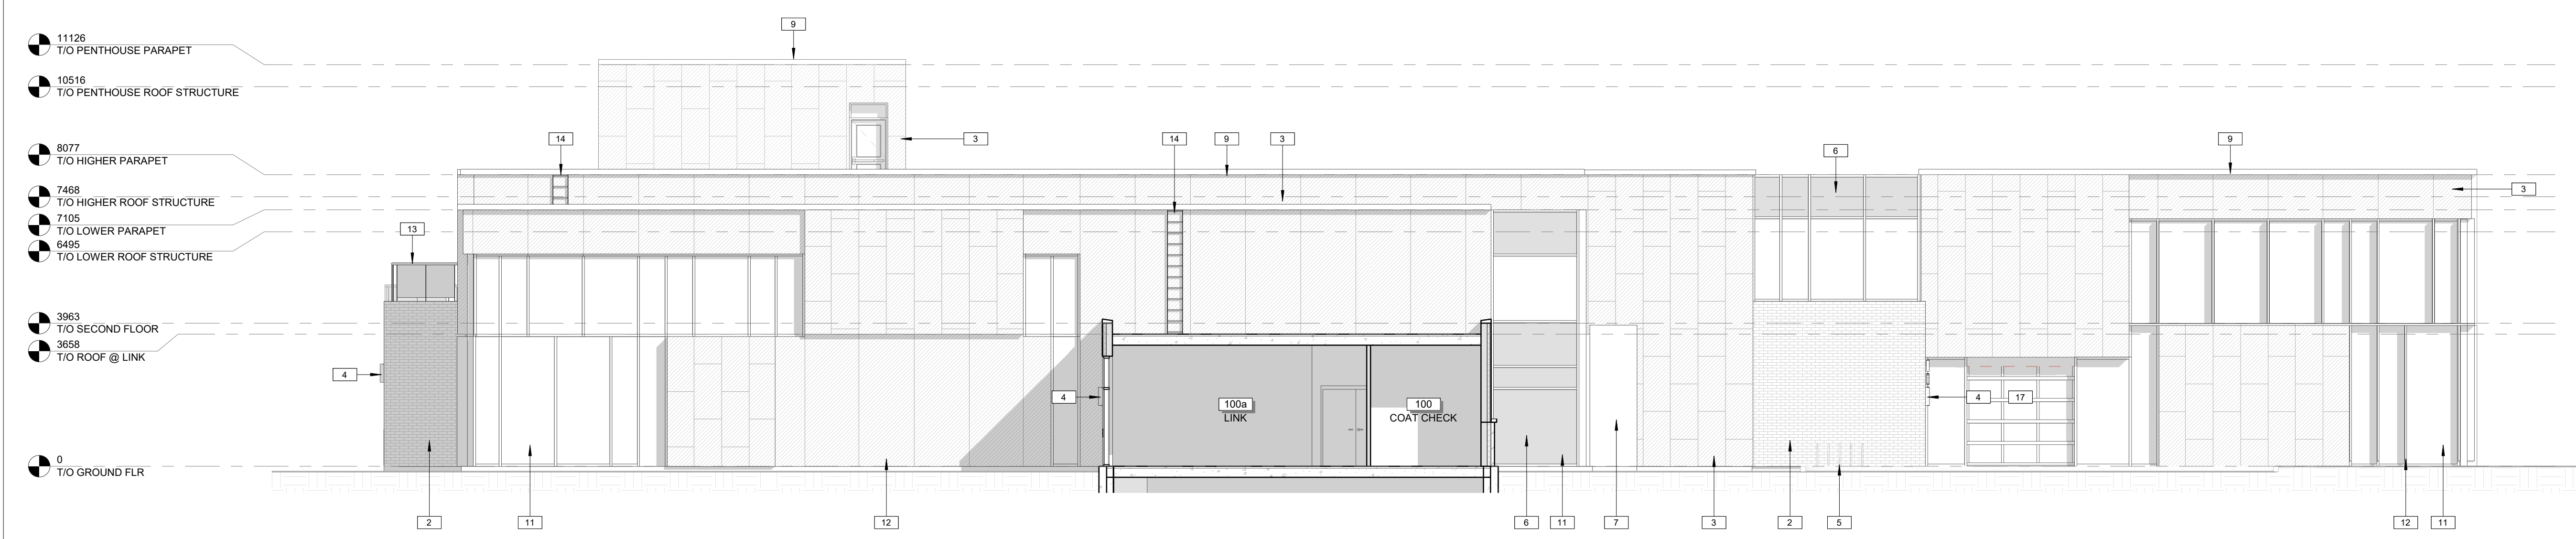 9
11126
T/O PENTHOUSE PARAPET
10516
T/O PENTHOUSE ROOF STRUCTURE
14
3
14
9
3
6
9
8077
T/O HIGHER PARAPET
7468
T/O HIGHER ROOF STRUCTURE
3
7105
T/O LOWER PARAPET
13
6495
T/O LOWER ROOF STRUCTURE
3963
T/O SECOND FLOOR
3658
T/O ROOF @ LINK
4
4
4
17
100a
LINK
100
COAT CHECK
0
T/O GROUND FLR
2
11
12
6
11
7
3
2
5
12
11